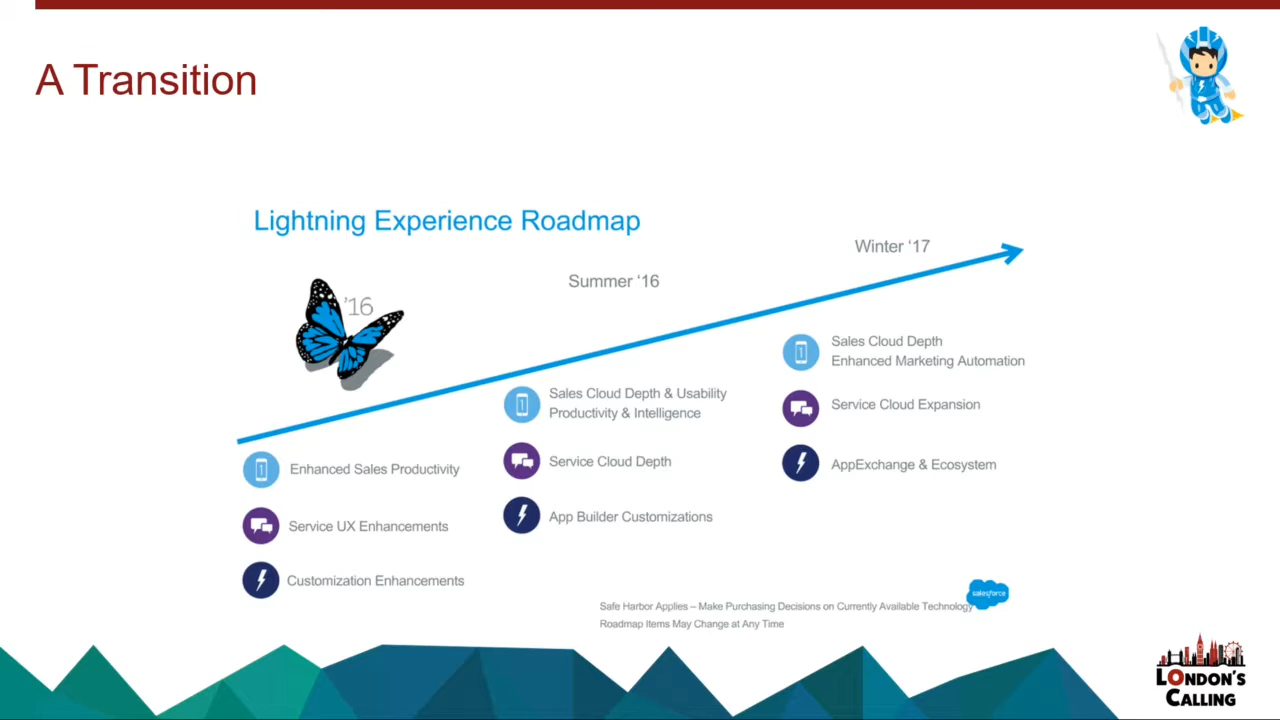 A Transition
Lightning Experience Roadmap
'16
Summer '16
Winter '17
Enhanced Sales Productivity
Service UX Enhancements
Customization Enhancements
Sales Cloud Depth & Usability
Productivity & Intelligence
Service Cloud Depth
App Builder Customizations
Sales Cloud Depth
Enhanced Marketing Automation
Service Cloud Expansion
AppExchange & Ecosystem
Safe Harbor Applies – Make Purchasing Decisions on Currently Available Technology
Roadmap Items May Change at Any Time
salesforce
LONDON'S
CALLING